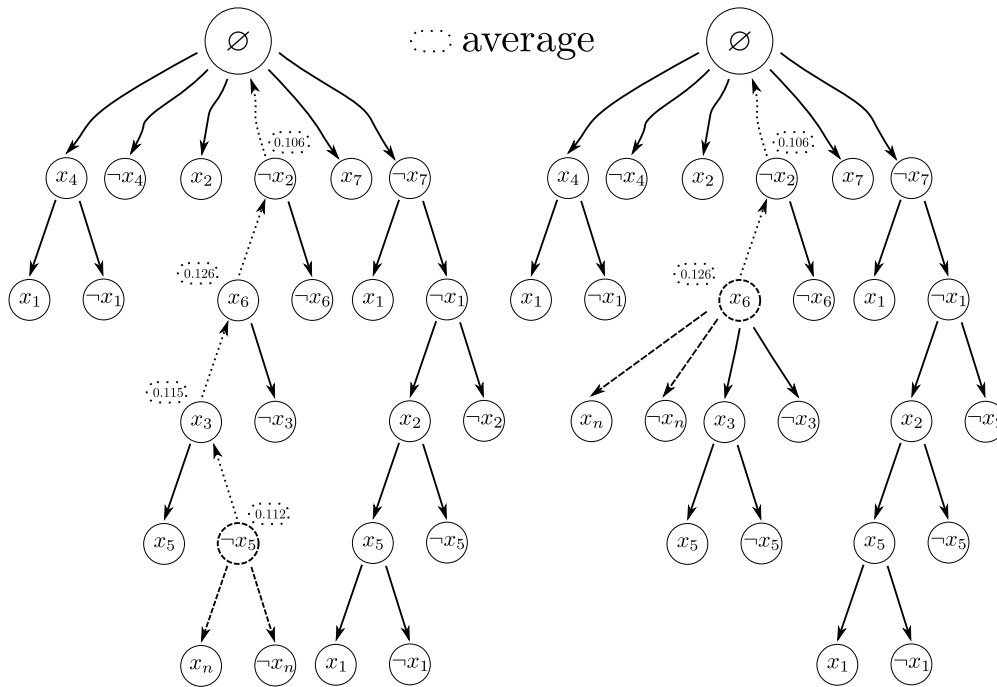 ∅ average ∅
0.106 0.106
x₄ ¬x₄ x₂ ¬x₂ x₇ ¬x₇ x₄ ¬x₄ x₂ ¬x₂ x₇ ¬x₇
0.126 0.126
x₁ ¬x₁ x₆ ¬x₆ x₁ ¬x₁ x₁ ¬x₁ x₆ ¬x₆ x₁ ¬x₁
0.115
x₃ ¬x₃ x₂ ¬x₂ xₙ ¬xₙ x₃ ¬x₃ x₂ ¬x₂
0.112
x₅ ¬x₅ x₅ ¬x₅ x₅ ¬x₅ x₅ ¬x₅
xₙ ¬xₙ x₁ ¬x₁ x₁ ¬x₁